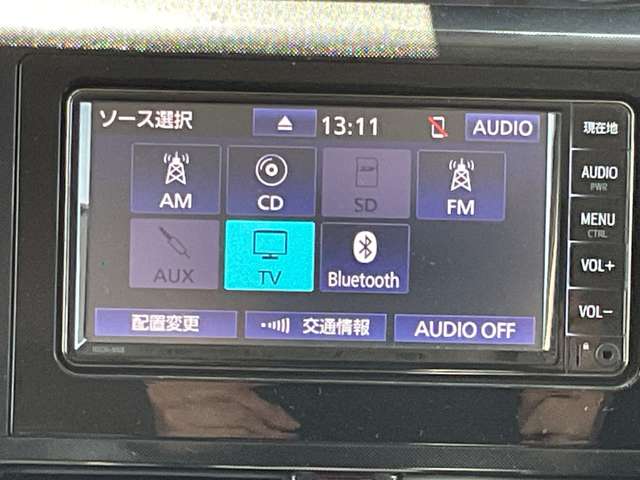 ソース選択 13:11 AUDIO
AM CD SD FM
AUX TV Bluetooth
配置変更 交通情報 AUDIO OFF
現在地
AUDIO
PWR
MENU
CTRL
VOL+
VOL-